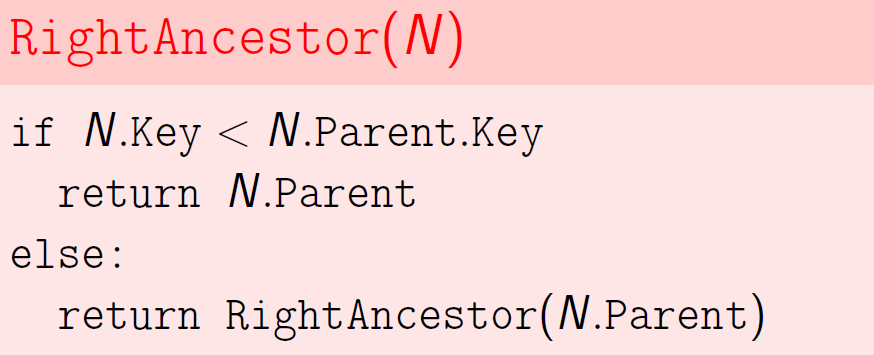 RightAncestor(N)
if N.Key < N.Parent.Key
return N.Parent
else:
return RightAncestor(N.Parent)